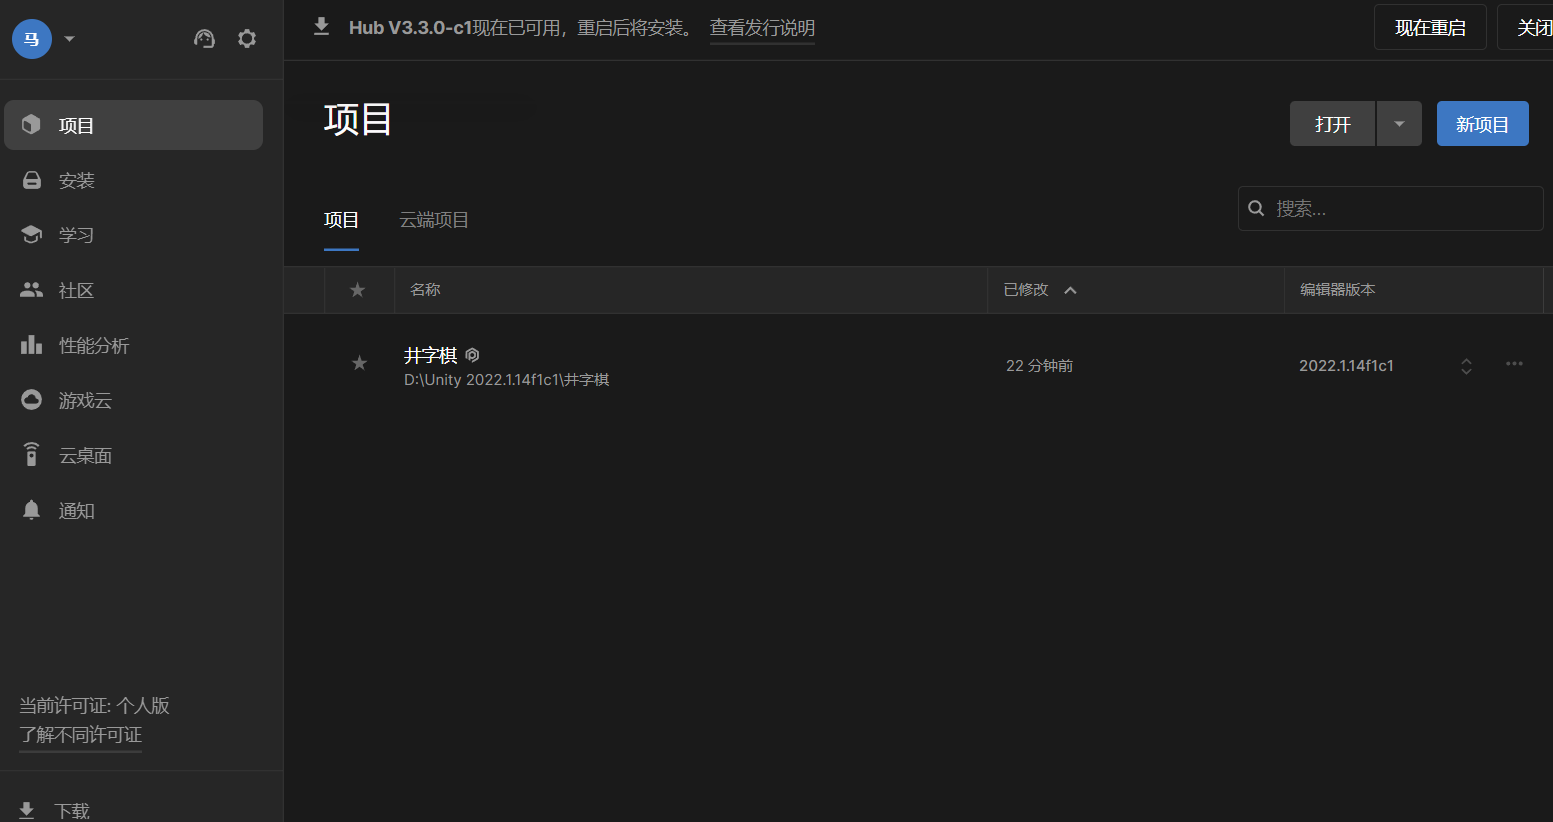 马
Hub V3.3.0-c1现在已可用，重启后将安装。 查看发行说明
现在重启
关闭
项目
安装
学习
社区
性能分析
游戏云
云桌面
通知
当前许可证: 个人版
了解不同许可证
下载
项目
打开
新项目
项目
云端项目
搜索...
名称
已修改
编辑器版本
井字棋
D:\Unity 2022.1.14f1c1\井字棋
22 分钟前
2022.1.14f1c1